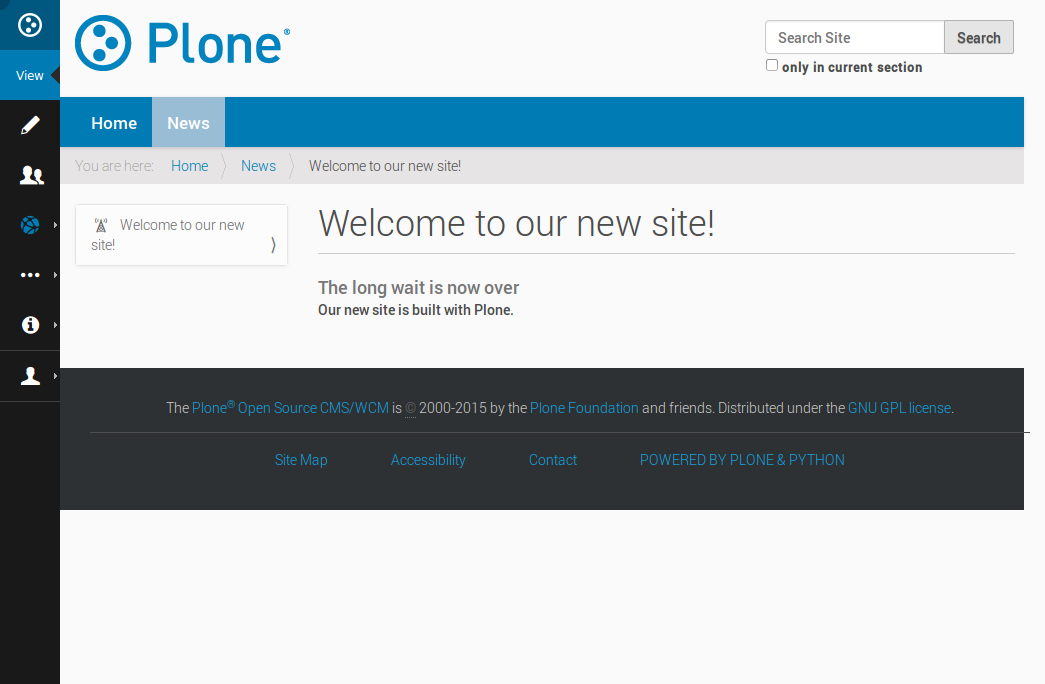 Plone®
Search Site
Search
only in current section
View
Home
News
You are here:
Home
News
Welcome to our new site!
Welcome to our new
site!
Welcome to our new site!
The long wait is now over
Our new site is built with Plone.
The Plone® Open Source CMS/WCM is © 2000-2015 by the Plone Foundation and friends. Distributed under the GNU GPL license.
Site Map
Accessibility
Contact
POWERED BY PLONE & PYTHON